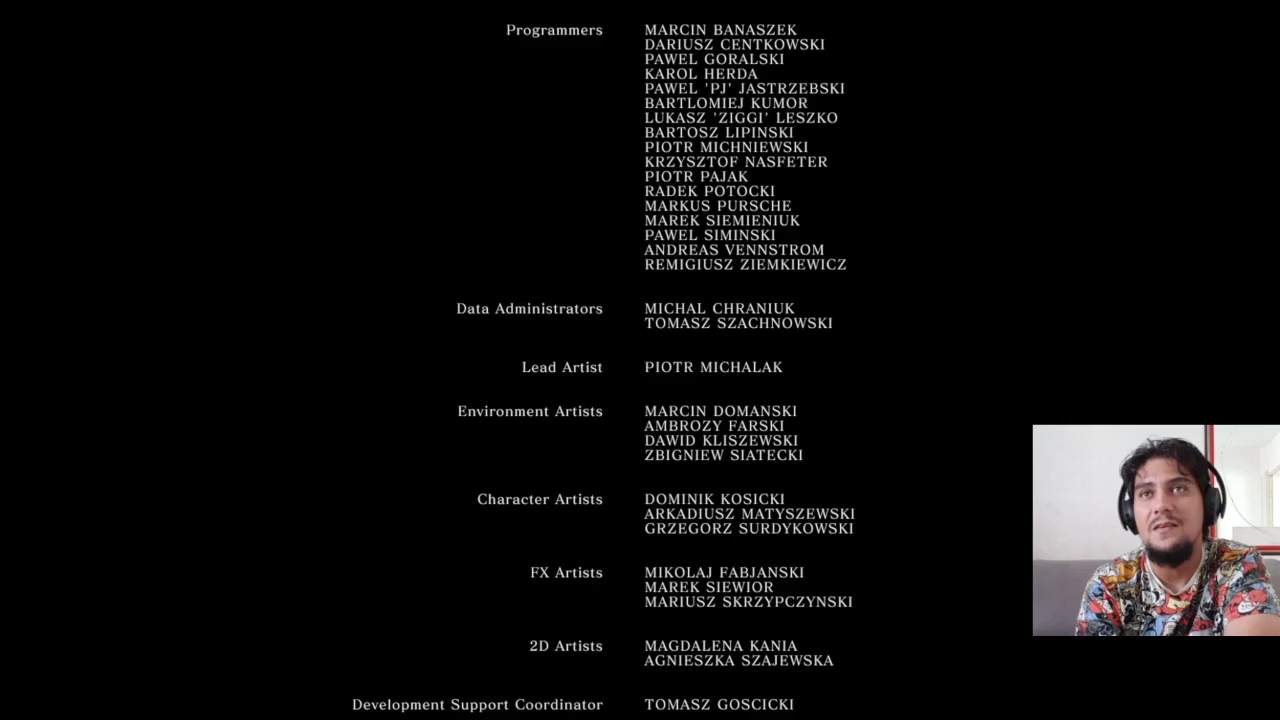 Programmers MARCIN BANASZEK
DARIUSZ CENTKOWSKI
PAWEL GORALSKI
KAROL HERDA
PAWEL 'PJ' JASTRZEBSKI
BARTLOMIEJ KUMOR
LUKASZ 'ZIGGI' LESZKO
BARTOSZ LIPINSKI
PIOTR MICHNIEWSKI
KRZYSZTOF NASFETER
PIOTR PAJAK
RADEK POTOCKI
MARKUS PURSCHE
MAREK SIEMIENIUK
PAWEL SIMINSKI
ANDREAS VENNSTROM
REMIGIUSZ ZIEMKIEWICZ
Data Administrators MICHAL CHRANIUK
TOMASZ SZACHNOWSKI
Lead Artist PIOTR MICHALAK
Environment Artists MARCIN DOMANSKI
AMBROZY FARSKI
DAWID KLISZEWSKI
ZBIGNIEW SIATECKI
Character Artists DOMINIK KOSICKI
ARKADIUSZ MATYSZEWSKI
GRZEGORZ SURDYKOWSKI
FX Artists MIKOLAJ FABJANSKI
MAREK SIEWIOR
MARIUSZ SKRZYPCZYNSKI
2D Artists MAGDALENA KANIA
AGNIESZKA SZAJEWSKA
Development Support Coordinator TOMASZ GOSCICKI